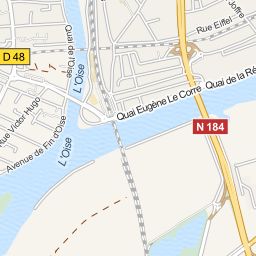 Joffre
Rue Eiffel
Quai de l'Oise
D 48
L'Oise
Quai de la Ré
Quai Eugène Le Corre
Rue Victor Hugo
N 184
Avenue de Fin d'Oise
L'Oise